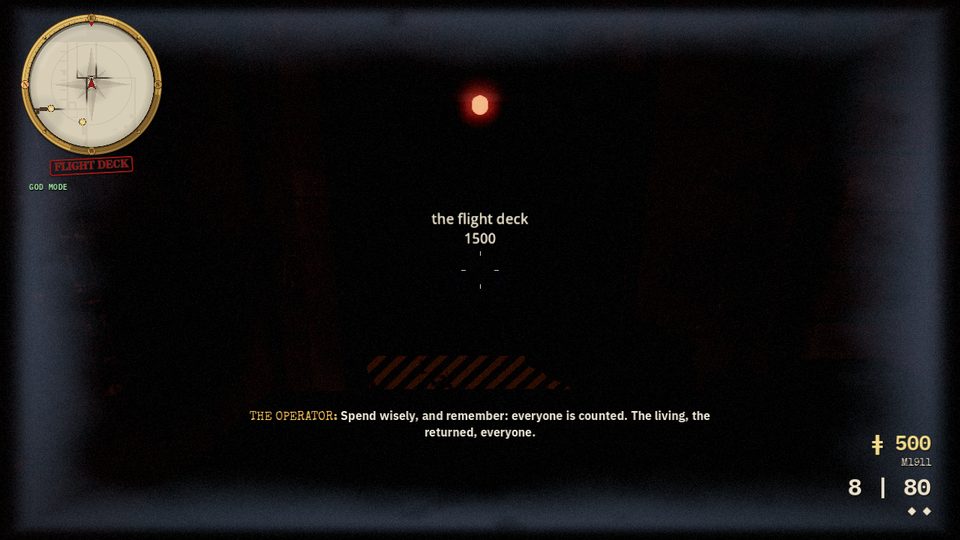 FLIGHT DECK
GOD MODE
the flight deck
1500
THE OPERATOR: Spend wisely, and remember: everyone is counted. The living, the
returned, everyone.
500
M1911
8 | 80